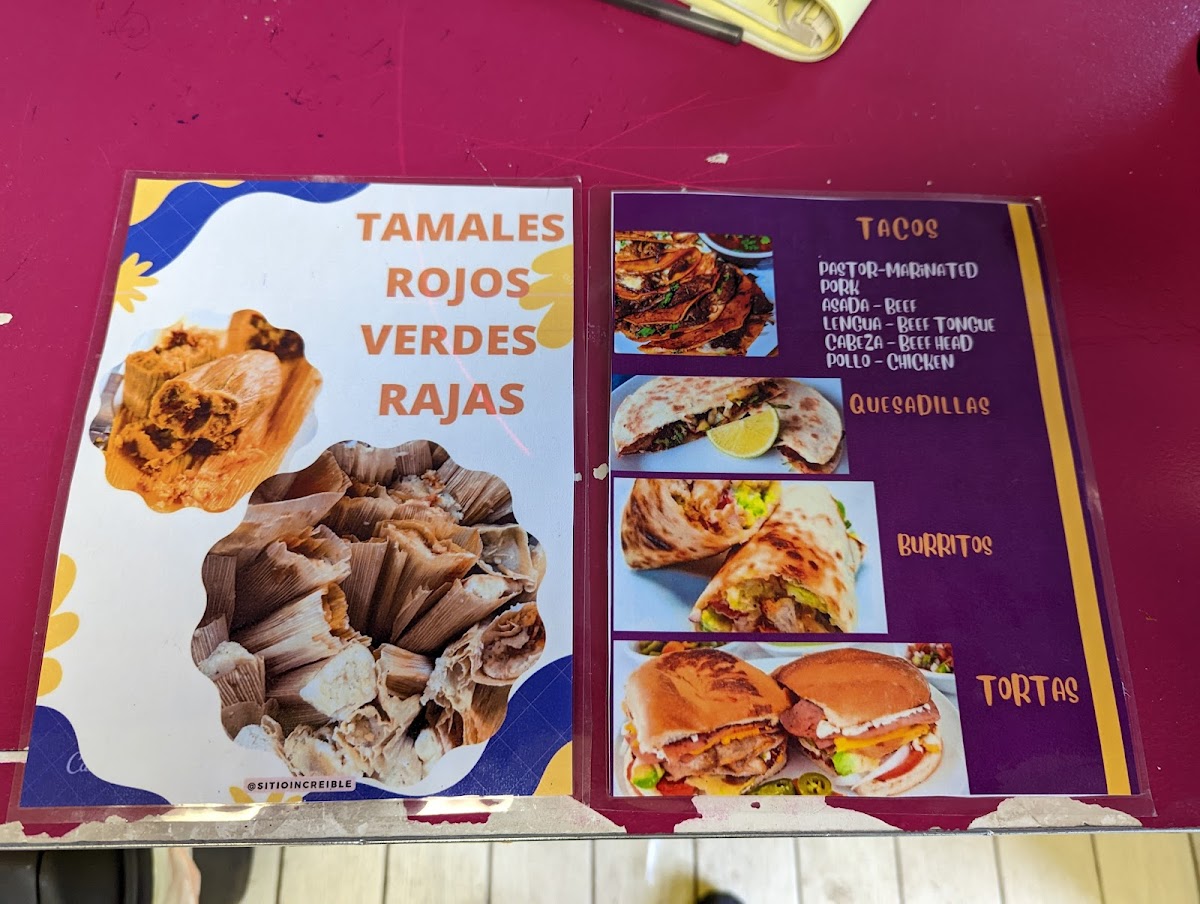 TAMALES
ROJOS
VERDES
RAJAS
@SITIOINCREIBLE
TACOS
PASTOR-MARINATED
PORK
ASADA - BEEF
LENGUA - BEEF TONGUE
CABEZA - BEEF HEAD
POLLO - CHICKEN
QUESADILLAS
BURRITOS
TORTAS